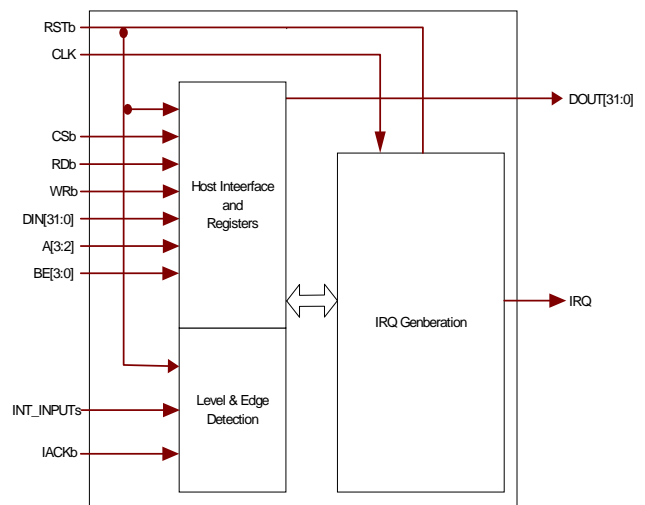 RSTb
CLK
DOUT[31:0]
CSb
RDb
WRb
DIN[31:0]
A[3:2]
BE[3:0]
Host Inteerface
and
Registers
IRQ
IRQ Genberation
INT_INPUTs
IACKb
Level & Edge
Detection